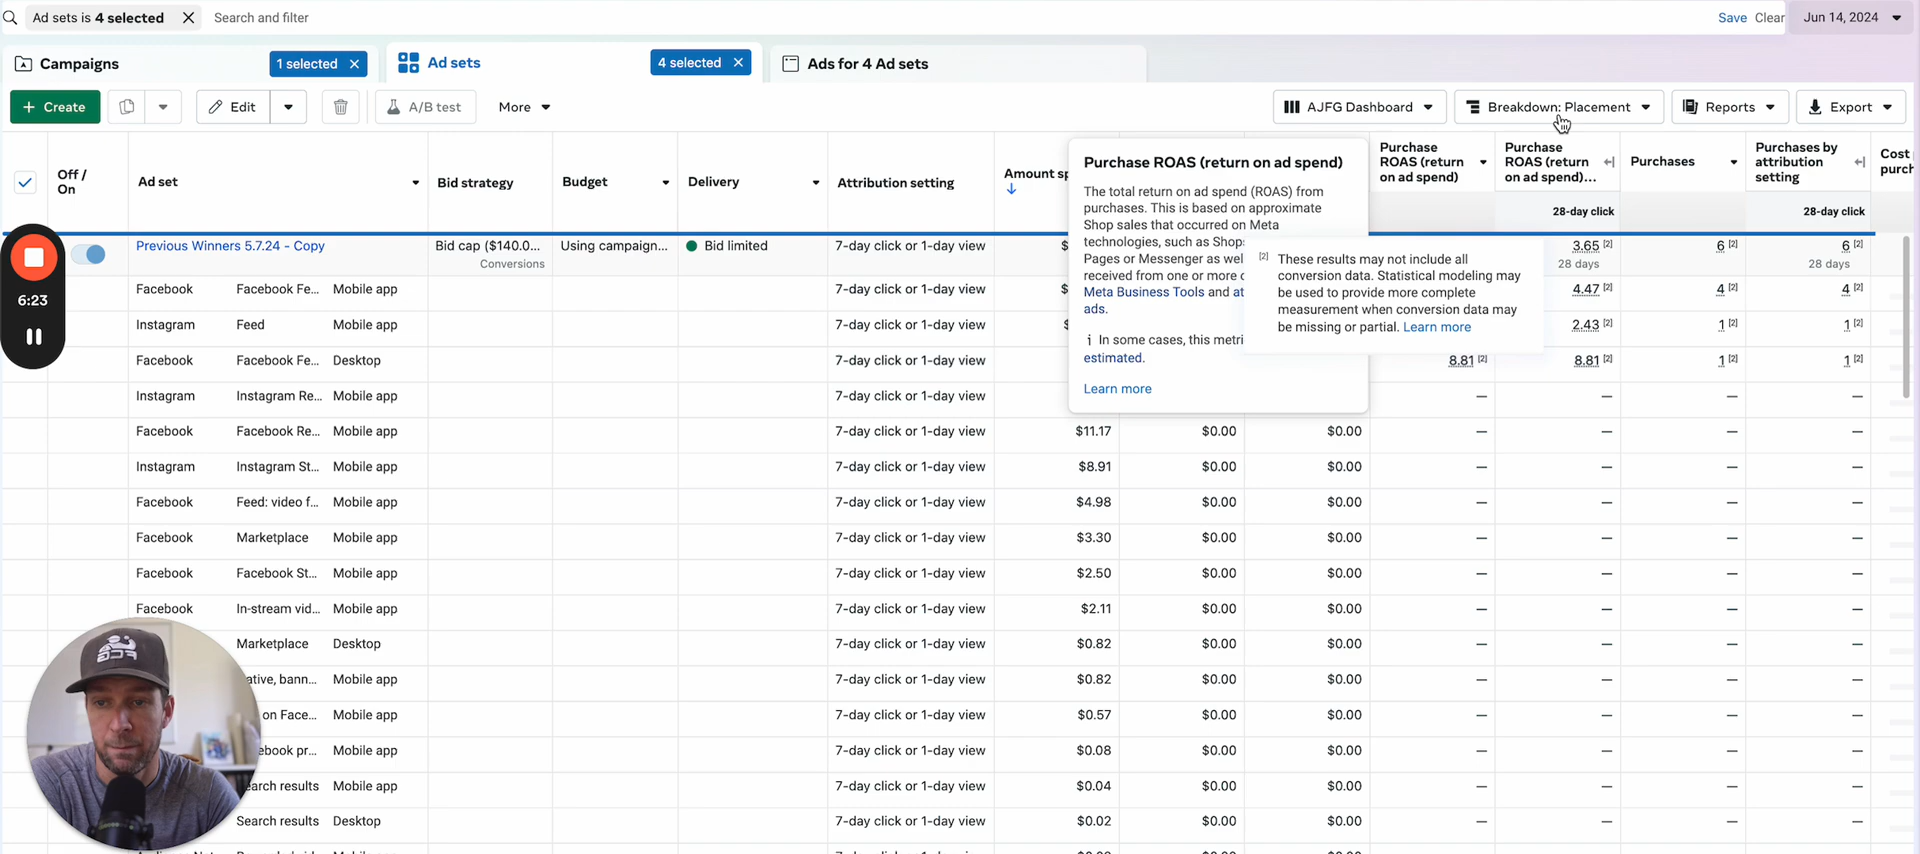 Ad sets is 4 selected
Search and filter
Save Clear
Jun 14, 2024
Campaigns
1 selected
Ad sets
4 selected
Ads for 4 Ad sets
+ Create
Edit
A/B test
More
AJFG Dashboard
Breakdown: Placement
Reports
Export
Off / On
Ad set
Bid strategy
Budget
Delivery
Attribution setting
Amount sp
Purchase ROAS (return on ad spend)
Purchase ROAS (return on ad spend)...
28-day click
Purchases
Purchases by attribution setting
28-day click
Cost p
purch
Purchase ROAS (return on ad spend)
The total return on ad spend (ROAS) from
purchases. This is based on approximate
Shop sales that occurred on Meta
technologies, such as Shops
Pages or Messenger as wel
received from one or more o
Meta Business Tools and at
ads.
i In some cases, this metri
estimated.
Learn more
[2] These results may not include all
conversion data. Statistical modeling may
be used to provide more complete
measurement when conversion data may
be missing or partial. Learn more
6:23
Previous Winners 5.7.24 - Copy Bid cap ($140.0... Using campaign... Bid limited 7-day click or 1-day view $ 3.65 [2] 6 [2] 6 [2]
Conversions 28 days 28 days
Facebook Facebook Fe... Mobile app 7-day click or 1-day view $ 4.47 [2] 4 [2] 4 [2]
Instagram Feed Mobile app 7-day click or 1-day view $ 2.43 [2] 1 [2] 1 [2]
Facebook Facebook Fe... Desktop 7-day click or 1-day view 8.81 [2] 8.81 [2] 1 [2] 1 [2]
Instagram Instagram Re... Mobile app 7-day click or 1-day view — — — —
Facebook Facebook Re... Mobile app 7-day click or 1-day view $11.17 $0.00 $0.00 — — — —
Instagram Instagram St... Mobile app 7-day click or 1-day view $8.91 $0.00 $0.00 — — — —
Facebook Feed: video f... Mobile app 7-day click or 1-day view $4.98 $0.00 $0.00 — — — —
Facebook Marketplace Mobile app 7-day click or 1-day view $3.30 $0.00 $0.00 — — — —
Facebook Facebook St... Mobile app 7-day click or 1-day view $2.50 $0.00 $0.00 — — — —
Facebook In-stream vid... Mobile app 7-day click or 1-day view $2.11 $0.00 $0.00 — — — —
Marketplace Desktop 7-day click or 1-day view $0.82 $0.00 $0.00 — — — —
ative, bann... Mobile app 7-day click or 1-day view $0.82 $0.00 $0.00 — — — —
on Face... Mobile app 7-day click or 1-day view $0.57 $0.00 $0.00 — — — —
ebook pr... Mobile app 7-day click or 1-day view $0.08 $0.00 $0.00 — — — —
earch results Mobile app 7-day click or 1-day view $0.04 $0.00 $0.00 — — — —
Search results Desktop 7-day click or 1-day view $0.02 $0.00 $0.00 — — — —